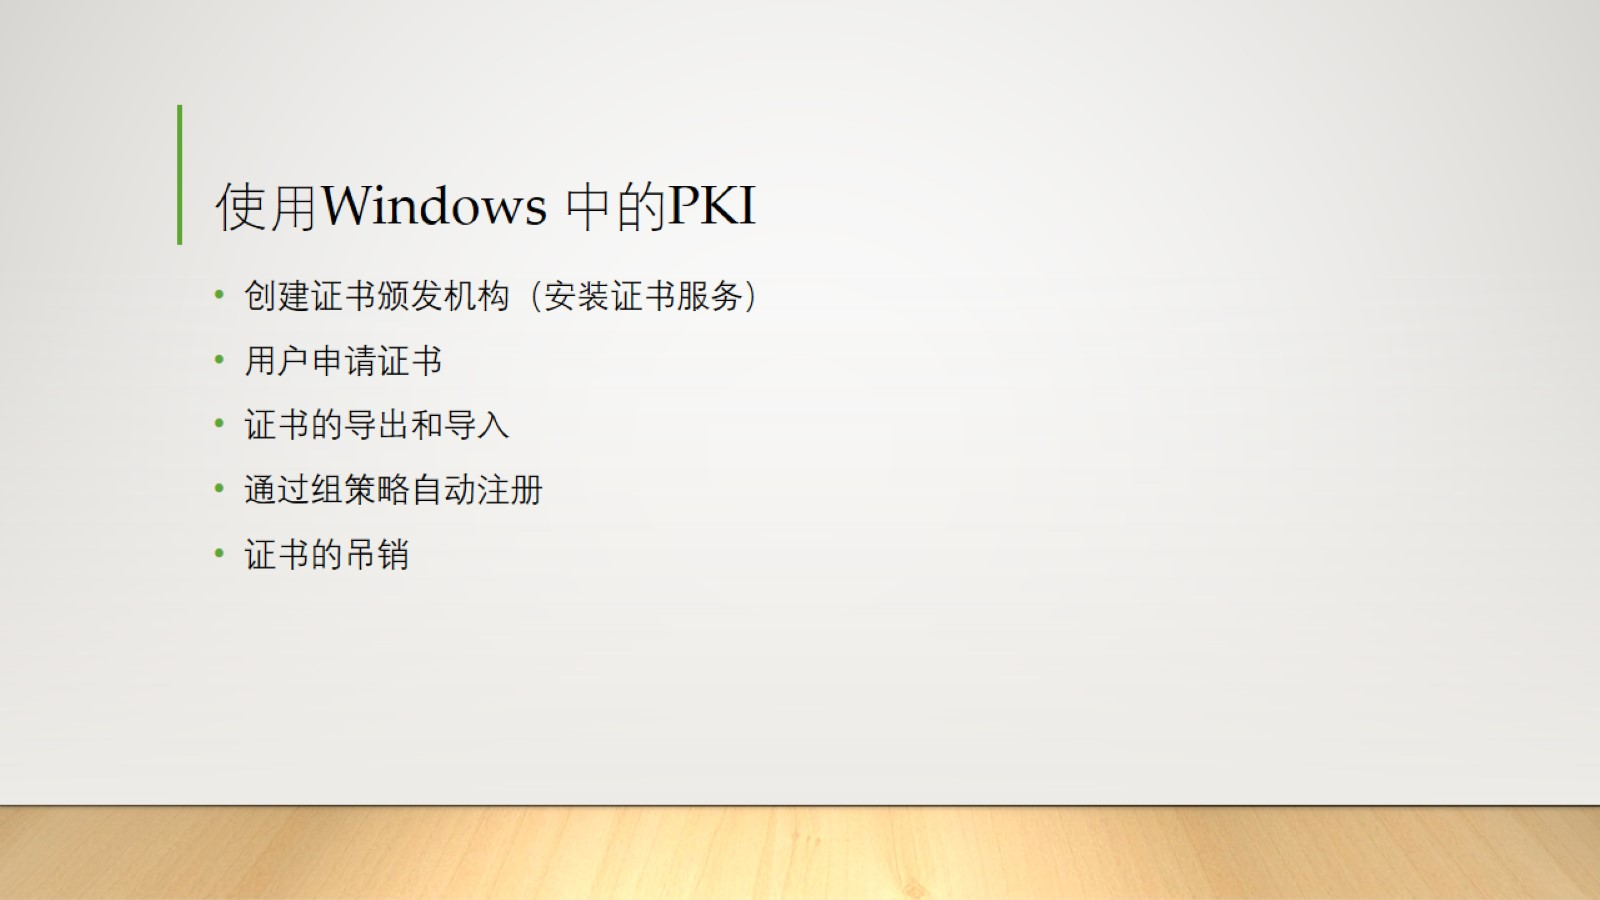 使用Windows 中的PKI
• 创建证书颁发机构（安装证书服务）
• 用户申请证书
• 证书的导出和导入
• 通过组策略自动注册
• 证书的吊销